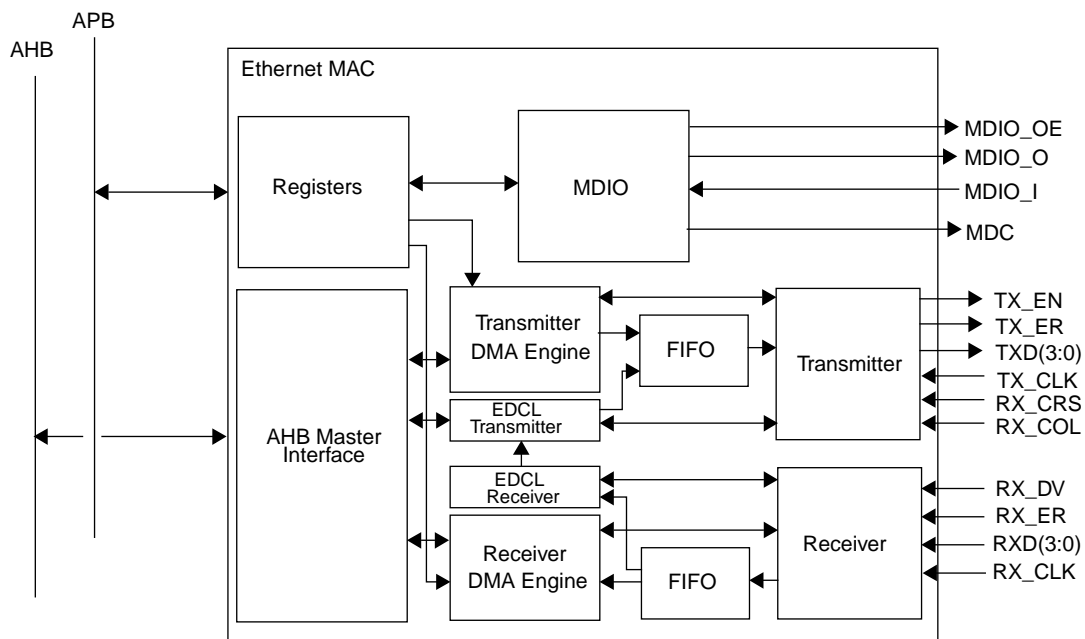 APB
AHB
Ethernet MAC
Registers
MDIO
MDIO_OE
MDIO_O
MDIO_I
MDC
Transmitter
DMA Engine
FIFO
Transmitter
TX_EN
TX_ER
TXD(3:0)
TX_CLK
RX_CRS
RX_COL
EDCL
Transmitter
AHB Master
Interface
EDCL
Receiver
Receiver
DMA Engine
FIFO
Receiver
RX_DV
RX_ER
RXD(3:0)
RX_CLK